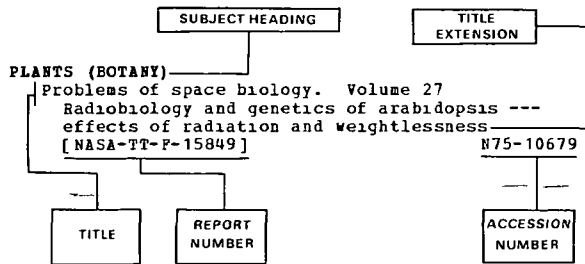 SUBJECT HEADING
TITLE
EXTENSION
PLANTS (BOTANY)
Problems of space biology. Volume 27
Radiobiology and genetics of arabidopsis ---
effects of radiation and weightlessness
[NASA-TT-F-15849] N75-10679
TITLE
REPORT
NUMBER
ACCESSION
NUMBER